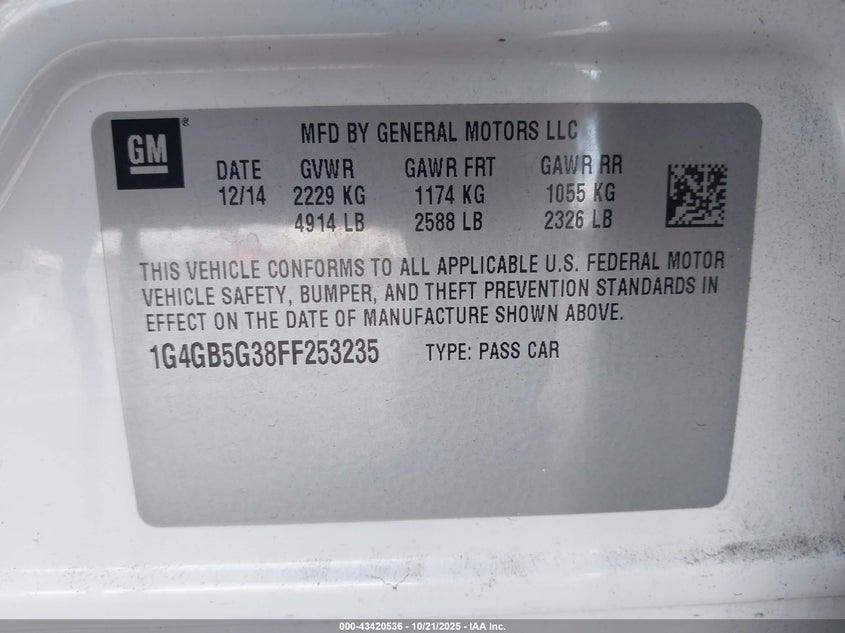 GM®
MFD BY GENERAL MOTORS LLC
DATE GVWR GAWR FRT GAWR RR
12/14 2229 KG 1174 KG 1055 KG
4914 LB 2588 LB 2326 LB
THIS VEHICLE CONFORMS TO ALL APPLICABLE U.S. FEDERAL MOTOR
VEHICLE SAFETY, BUMPER, AND THEFT PREVENTION STANDARDS IN
EFFECT ON THE DATE OF MANUFACTURE SHOWN ABOVE.
1G4GB5G38FF253235 TYPE: PASS CAR
000-43420536 - 10/21/2025 - IAA Inc.